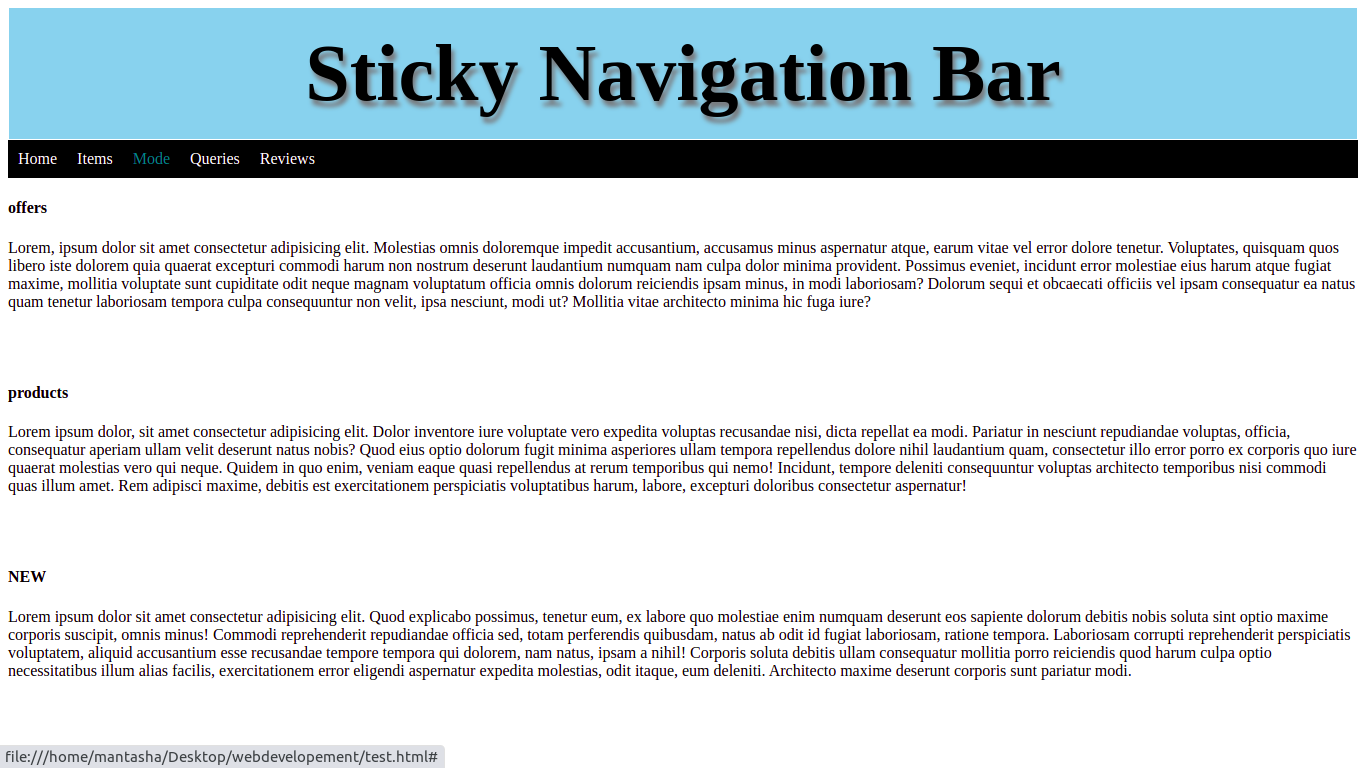 Sticky Navigation Bar
Home Items Mode Queries Reviews
offers
Lorem, ipsum dolor sit amet consectetur adipisicing elit. Molestias omnis doloremque impedit accusantium, accusamus minus aspernatur atque, earum vitae vel error dolore tenetur. Voluptates, quisquam quos
libero iste dolorem quia quaerat excepturi commodi harum non nostrum deserunt laudantium numquam nam culpa dolor minima provident. Possimus eveniet, incidunt error molestiae eius harum atque fugiat
maxime, mollitia voluptate sunt cupiditate odit neque magnam voluptatum officia omnis dolorum reiciendis ipsam minus, in modi laboriosam? Dolorum sequi et obcaecati officiis vel ipsam consequatur ea natus
quam tenetur laboriosam tempora culpa consequuntur non velit, ipsa nesciunt, modi ut? Mollitia vitae architecto minima hic fuga iure?
products
Lorem ipsum dolor, sit amet consectetur adipisicing elit. Dolor inventore iure voluptate vero expedita voluptas recusandae nisi, dicta repellat ea modi. Pariatur in nesciunt repudiandae voluptas, officia,
consequatur aperiam ullam velit deserunt natus nobis? Quod eius optio dolorum fugit minima asperiores ullam tempora repellendus dolore nihil laudantium quam, consectetur illo error porro ex corporis quo iure
quaerat molestias vero qui neque. Quidem in quo enim, veniam eaque quasi repellendus at rerum temporibus qui nemo! Incidunt, tempore deleniti consequuntur voluptas architecto temporibus nisi commodi
quas illum amet. Rem adipisci maxime, debitis est exercitationem perspiciatis voluptatibus harum, labore, excepturi doloribus consectetur aspernatur!
NEW
Lorem ipsum dolor sit amet consectetur adipisicing elit. Quod explicabo possimus, tenetur eum, ex labore quo molestiae enim numquam deserunt eos sapiente dolorum debitis nobis soluta sint optio maxime
corporis suscipit, omnis minus! Commodi reprehenderit repudiandae officia sed, totam perferendis quibusdam, natus ab odit id fugiat laboriosam, ratione tempora. Laboriosam corrupti reprehenderit perspiciatis
voluptatem, aliquid accusantium esse recusandae tempore tempora qui dolorem, nam natus, ipsam a nihil! Corporis soluta debitis ullam consequatur mollitia porro reiciendis quod harum culpa optio
necessitatibus illum alias facilis, exercitationem error eligendi aspernatur expedita molestias, odit itaque, eum deleniti. Architecto maxime deserunt corporis sunt pariatur modi.
file:///home/mantasha/Desktop/webdevelopement/test.html#